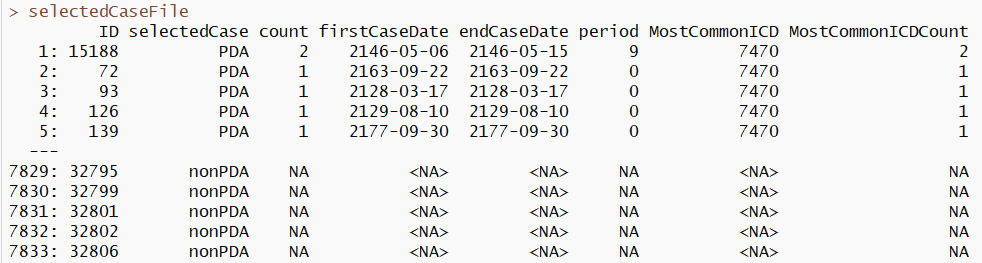 > selectedCaseFile
ID selectedCase count firstCaseDate endCaseDate period MostCommonICD MostCommonICDCount
1: 15188 PDA 2 2146-05-06 2146-05-15 9 7470 2
2: 72 PDA 1 2163-09-22 2163-09-22 0 7470 1
3: 93 PDA 1 2128-03-17 2128-03-17 0 7470 1
4: 126 PDA 1 2129-08-10 2129-08-10 0 7470 1
5: 139 PDA 1 2177-09-30 2177-09-30 0 7470 1
---
7829: 32795 nonPDA NA <NA> <NA> NA <NA> NA
7830: 32799 nonPDA NA <NA> <NA> NA <NA> NA
7831: 32801 nonPDA NA <NA> <NA> NA <NA> NA
7832: 32802 nonPDA NA <NA> <NA> NA <NA> NA
7833: 32806 nonPDA NA <NA> <NA> NA <NA> NA